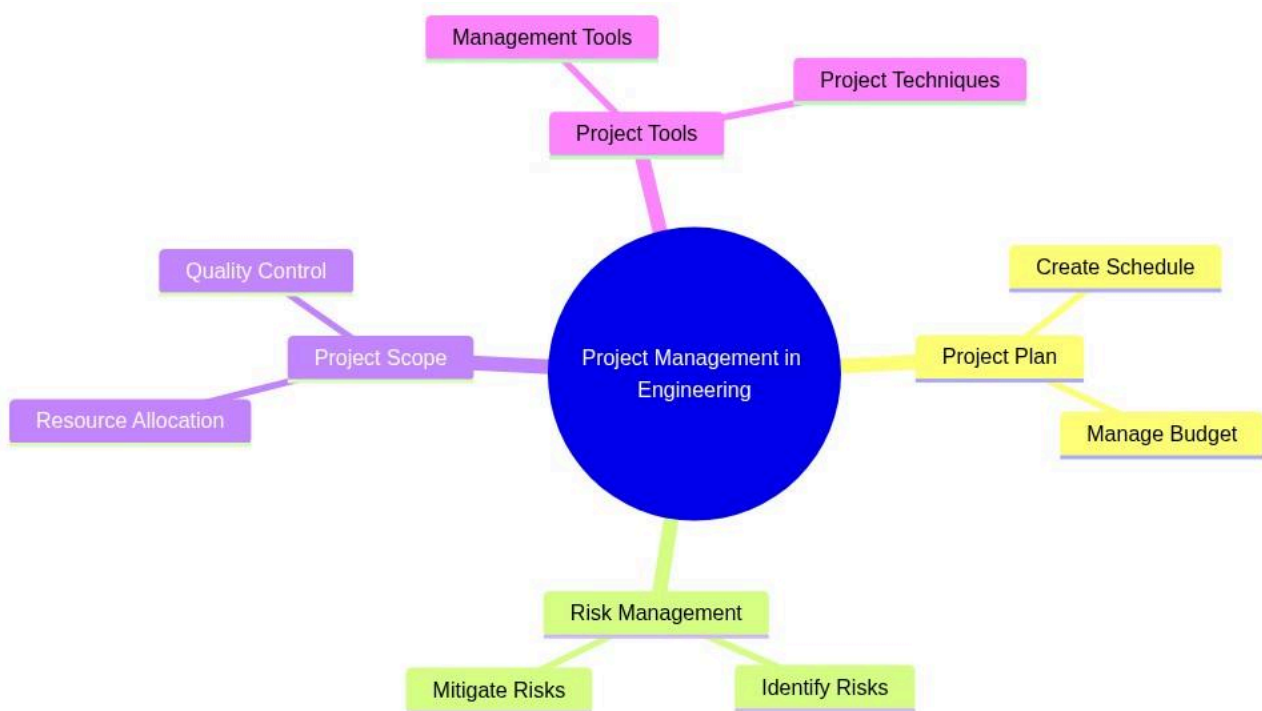 Management Tools
Project Techniques
Project Tools
Quality Control
Create Schedule
Project Scope
Project Management in
Engineering
Project Plan
Resource Allocation
Manage Budget
Risk Management
Mitigate Risks
Identify Risks